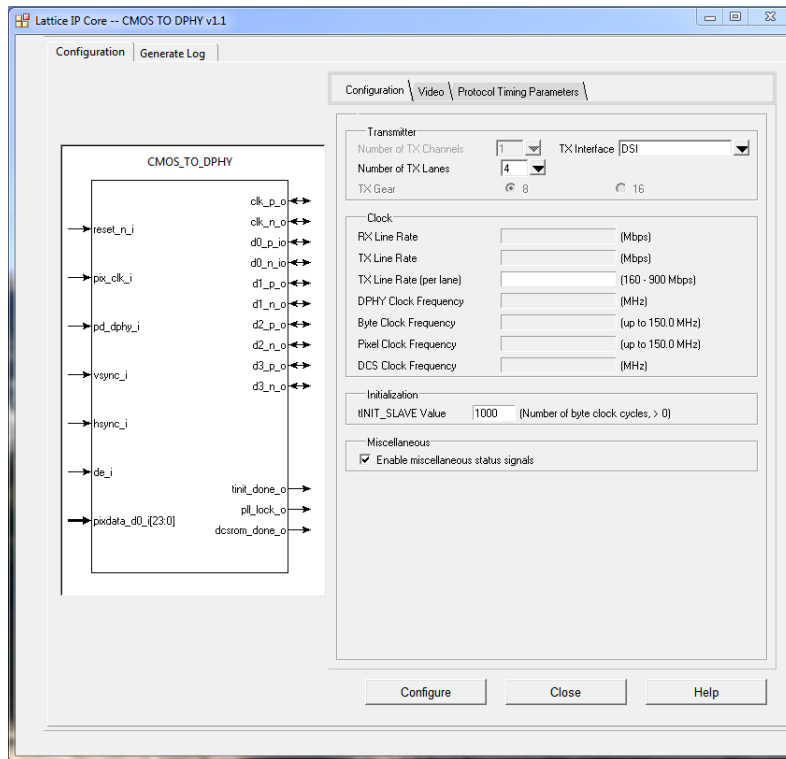 Lattice IP Core -- CMOS TO DPHY v1.1
Configuration Generate Log
Configuration Video Protocol Timing Parameters
CMOS_TO_DPHY
reset_n_i
pix_clk_i
pd_dphy_i
vsync_i
hsync_i
de_i
pixdata_d0_i[23:0]
clk_p_o
clk_n_o
d0_p_io
d0_n_io
d1_p_o
d1_n_o
d2_p_o
d2_n_o
d3_p_o
d3_n_o
tinit_done_o
pll_lock_o
dcsrom_done_o
Transmitter
Number of TX Channels 1 TX Interface DSI
Number of TX Lanes 4
TX Gear 8 16
Clock
RX Line Rate (Mbps)
TX Line Rate (Mbps)
TX Line Rate (per lane) (160 - 900 Mbps)
DPHY Clock Frequency (MHz)
Byte Clock Frequency (up to 150.0 MHz)
Pixel Clock Frequency (up to 150.0 MHz)
DCS Clock Frequency (MHz)
Initialization
tINIT_SLAVE Value 1000 (Number of byte clock cycles, > 0)
Miscellaneous
Enable miscellaneous status signals
Configure Close Help